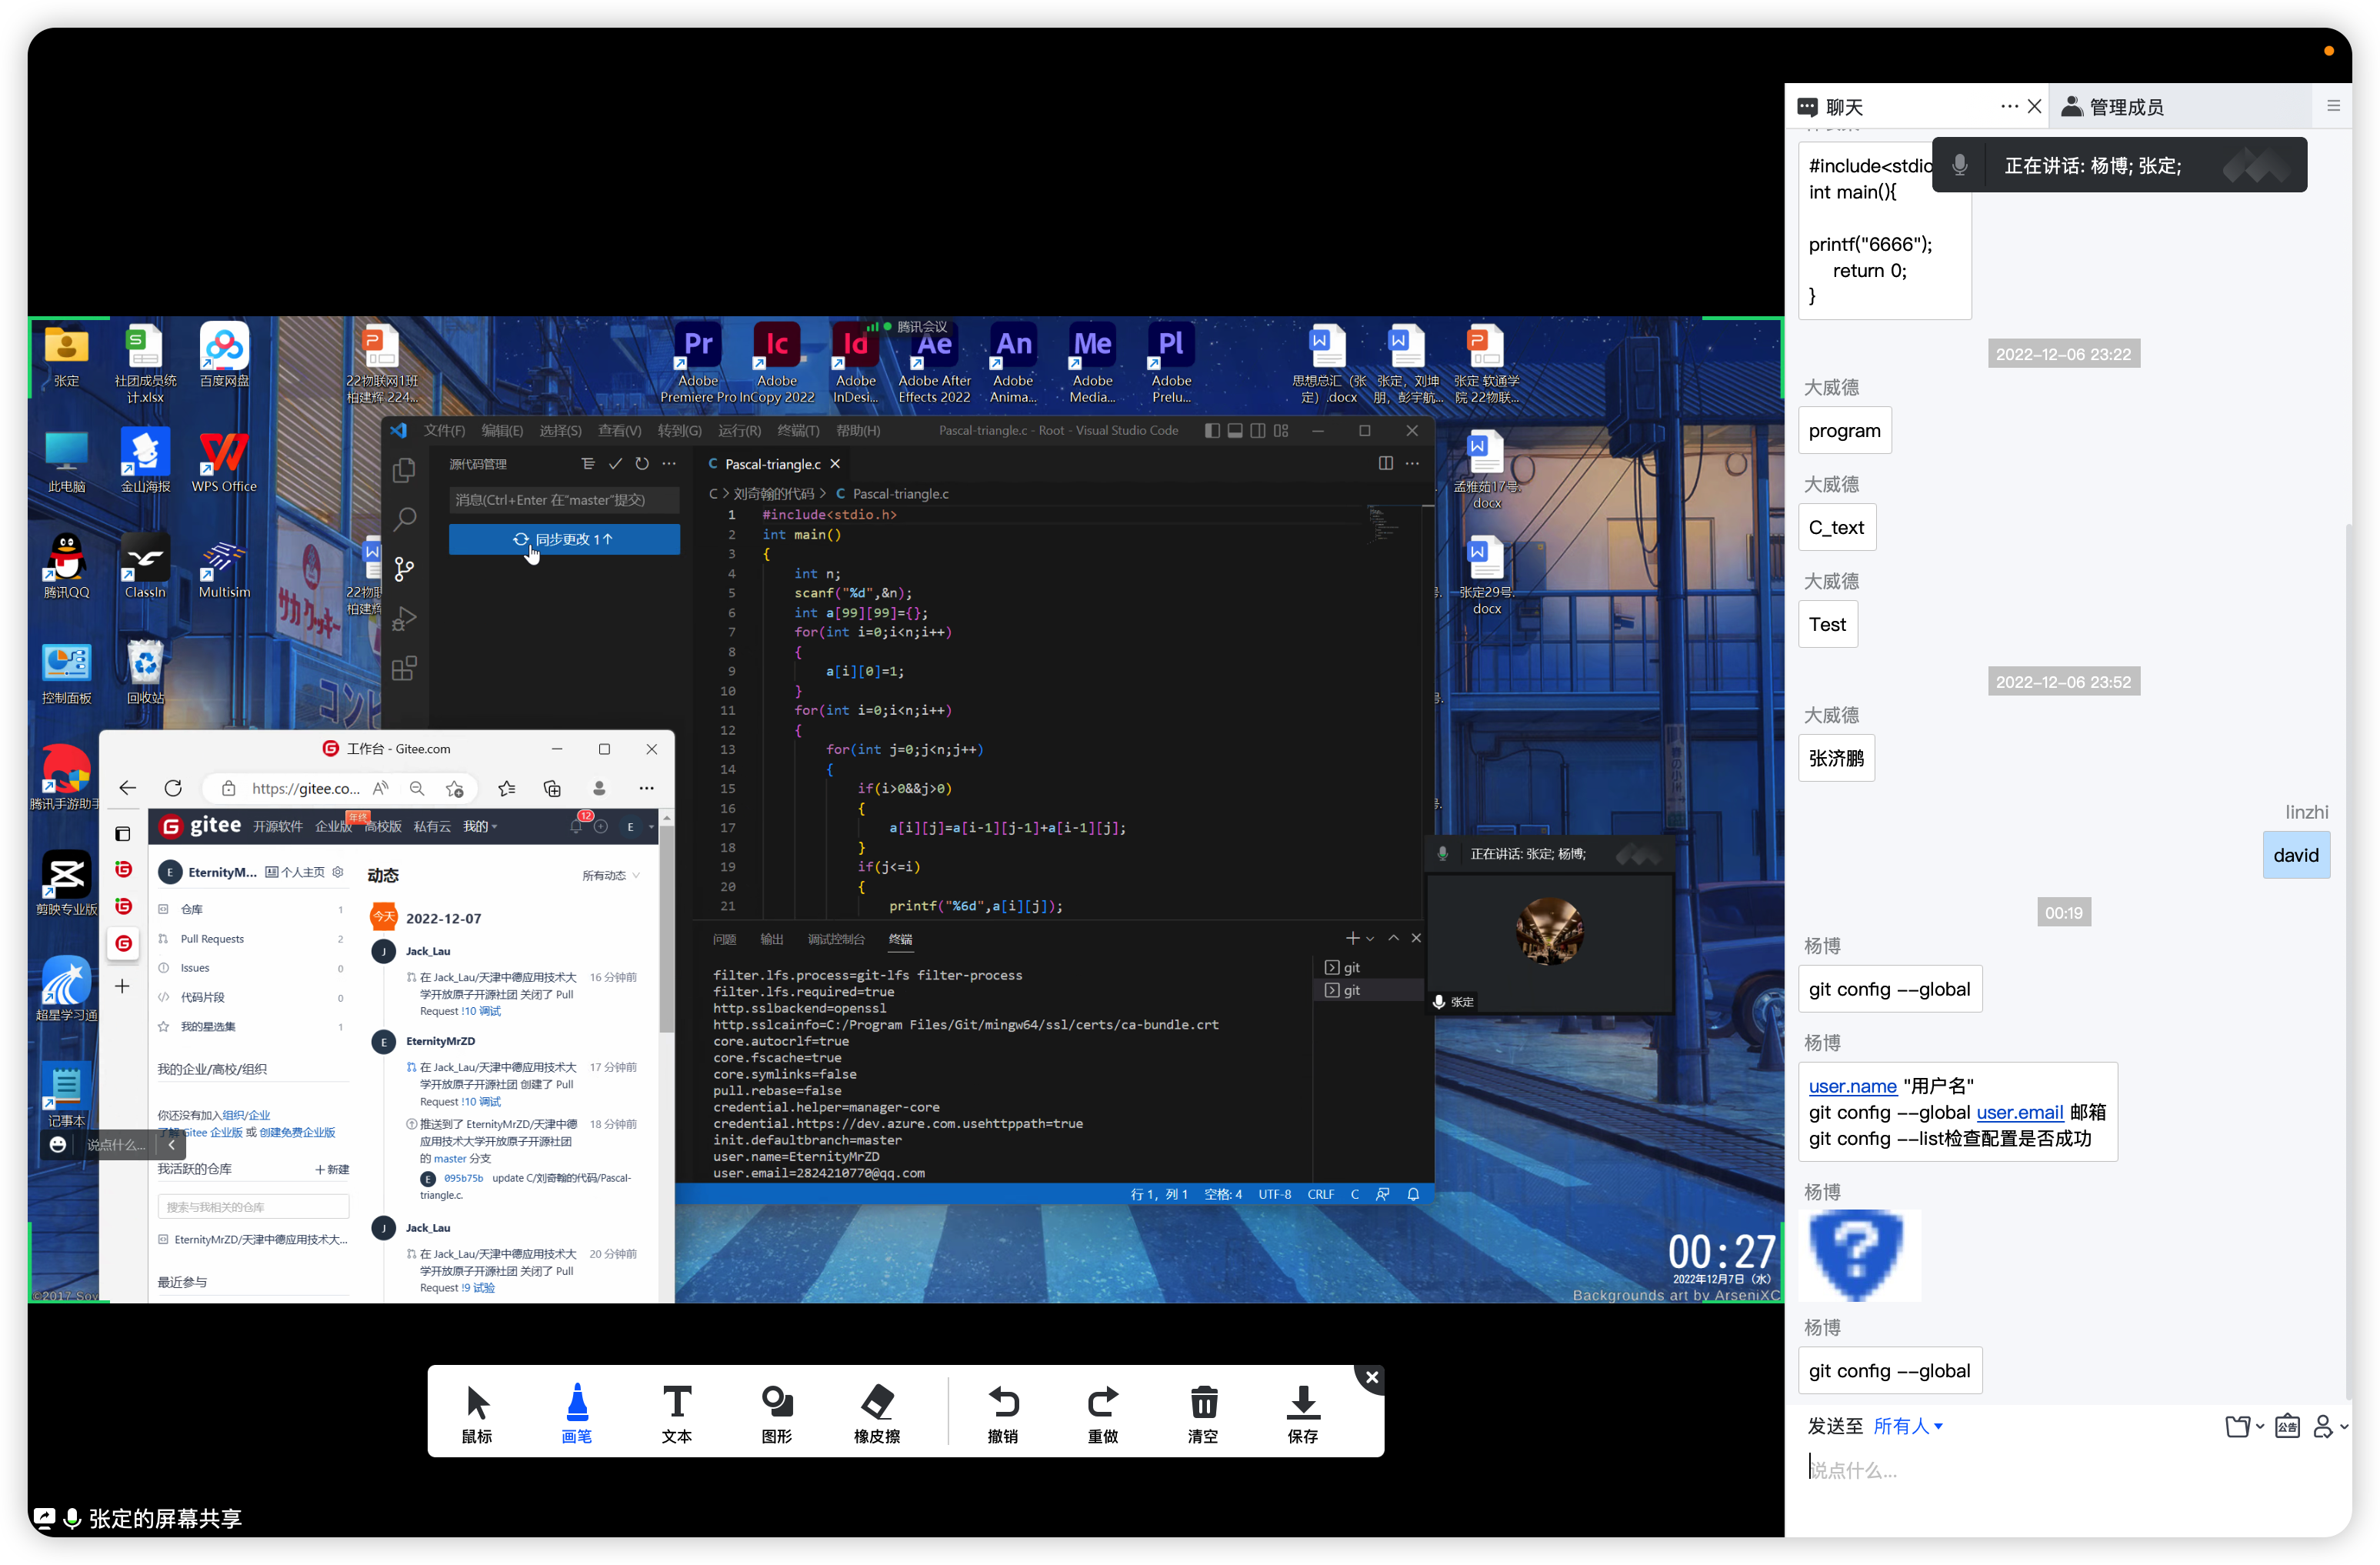 聊天
管理成员
#include<stdio
int main(){
printf("6666");
return 0;
}
正在讲话: 杨博; 张定;
2022-12-06 23:22
大威德
program
大威德
C_text
大威德
Test
2022-12-06 23:52
大威德
张济鹏
linzhi
david
00:19
杨博
git config --global
杨博
user.name "用户名"
git config --global user.email 邮箱
git config --list检查配置是否成功
杨博
杨博
git config --global
发送至 所有人
公告
说点什么...
腾讯会议
张定
社团成员统
计.xlsx
百度网盘
22物联网1班
柏建辉 224...
Adobe
Premiere Pro
Adobe
InCopy 2022
Adobe
InDesi...
Adobe After
Effects 2022
Adobe
Anima...
Adobe
Media...
Adobe
Prelu...
思想总汇（张
定）.docx
张定，刘坤
朋，彭宇航...
张定 软通学
院 22物联...
此电脑
金山海报
WPS Office
孟雅茹17号.
docx
腾讯QQ
ClassIn
Multisim
张定29号.
docx
控制面板
回收站
腾讯手游助手
剪映专业版
超星学习通
记事本
说点什么...
文件(F) 编辑(E) 选择(S) 查看(V) 转到(G) 运行(R) 终端(T) 帮助(H)
Pascal-triangle.c - Root - Visual Studio Code
源代码管理
消息(Ctrl+Enter 在"master"提交)
同步更改 1↑
C Pascal-triangle.c
C > 刘奇翰的代码 > C Pascal-triangle.c
1 #include<stdio.h>
2 int main()
3 {
4 int n;
5 scanf("%d",&n);
6 int a[99][99]={};
7 for(int i=0;i<n;i++)
8 {
9 a[i][0]=1;
10 }
11 for(int i=0;i<n;i++)
12 {
13 for(int j=0;j<n;j++)
14 {
15 if(i>0&&j>0)
16 {
17 a[i][j]=a[i-1][j-1]+a[i-1][j];
18 }
19 if(j<=i)
20 {
21 printf("%6d",a[i][j]);
问题 输出 调试控制台 终端
git
git
filter.lfs.process=git-lfs filter-process
filter.lfs.required=true
http.sslbackend=openssl
http.sslcainfo=C:/Program Files/Git/mingw64/ssl/certs/ca-bundle.crt
core.autocrlf=true
core.fscache=true
core.symlinks=false
pull.rebase=false
credential.helper=manager-core
credential.https://dev.azure.com.usehttppath=true
init.defaultbranch=master
user.name=EternityMrZD
user.email=2824210770@qq.com
行 1，列 1 空格: 4 UTF-8 CRLF C
正在讲话: 张定; 杨博;
张定
工作台 - Gitee.com
https://gitee.co...
gitee 开源软件 企业版 年终 高校版 私有云 我的 12 E
E EternityM... 个人主页
仓库 1
Pull Requests 2
Issues 0
代码片段 0
我的星选集 1
我的企业/高校/组织
你还没有加入组织/企业
了解 Gitee 企业版 或 创建免费企业版
我活跃的仓库 +新建
搜索与我相关的仓库
EternityMrZD/天津中德应用技术大...
最近参与
动态 所有动态
今天 2022-12-07
J Jack_Lau
在 Jack_Lau/天津中德应用技术大 16 分钟前
学开放原子开源社团 关闭了 Pull
Request !10 调试
E EternityMrZD
在 Jack_Lau/天津中德应用技术大 17 分钟前
学开放原子开源社团 创建了 Pull
Request !10 调试
推送到了 EternityMrZD/天津中德 18 分钟前
应用技术大学开放原子开源社团
的 master 分支
E 095b75b update C/刘奇翰的代码/Pascal-
triangle.c.
J Jack_Lau
在 Jack_Lau/天津中德应用技术大 20 分钟前
学开放原子开源社团 关闭了 Pull
Request !9 试验
00:27
2022年12月7日（水）
Backgrounds art by ArseniXC
鼠标 画笔 文本 图形 橡皮擦 撤销 重做 清空 保存
张定的屏幕共享